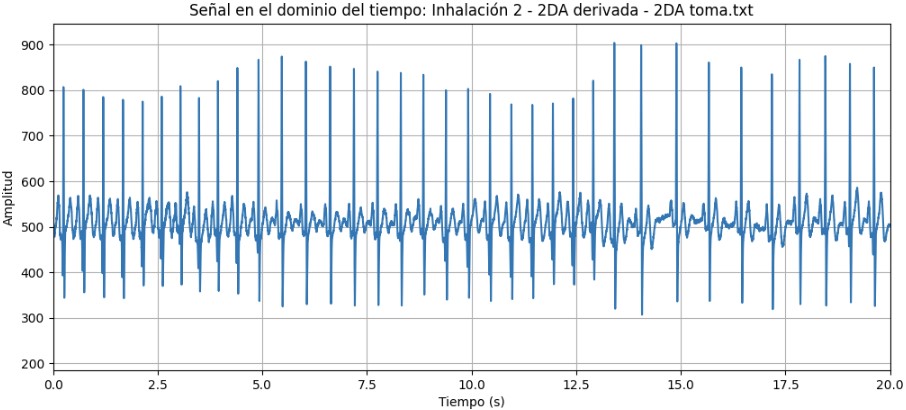 Señal en el dominio del tiempo: Inhalación 2 - 2DA derivada - 2DA toma.txt
Amplitud
900
800
700
600
500
400
300
200
0.0 2.5 5.0 7.5 10.0 12.5 15.0 17.5 20.0
Tiempo (s)